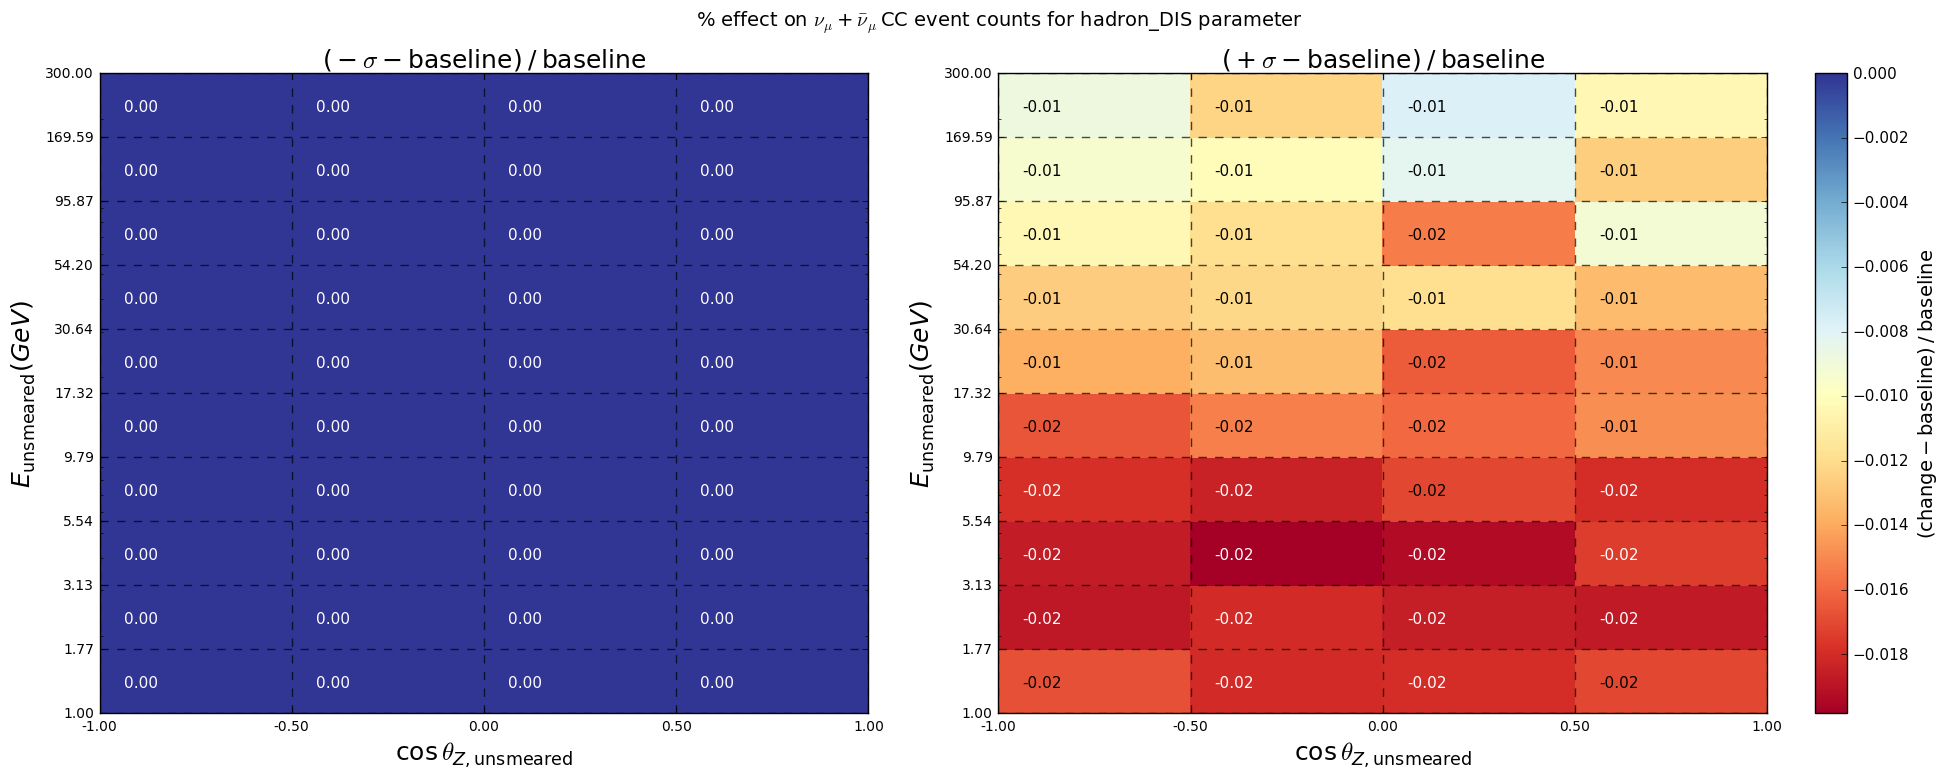 % effect on νμ + ν̄μ CC event counts for hadron_DIS parameter
( − σ − baseline) / baseline
300.00
169.59
95.87
54.20
30.64
17.32
9.79
5.54
3.13
1.77
1.00
E unsmeared (GeV)
0.00 0.00 0.00 0.00
0.00 0.00 0.00 0.00
0.00 0.00 0.00 0.00
0.00 0.00 0.00 0.00
0.00 0.00 0.00 0.00
0.00 0.00 0.00 0.00
0.00 0.00 0.00 0.00
0.00 0.00 0.00 0.00
0.00 0.00 0.00 0.00
0.00 0.00 0.00 0.00
-1.00 -0.50 0.00 0.50 1.00
cos θZ, unsmeared
( + σ − baseline) / baseline
300.00
169.59
95.87
54.20
30.64
17.32
9.79
5.54
3.13
1.77
1.00
E unsmeared (GeV)
-0.01 -0.01 -0.01 -0.01
-0.01 -0.01 -0.01 -0.01
-0.01 -0.01 -0.02 -0.01
-0.01 -0.01 -0.01 -0.01
-0.01 -0.01 -0.02 -0.01
-0.02 -0.02 -0.02 -0.01
-0.02 -0.02 -0.02 -0.02
-0.02 -0.02 -0.02 -0.02
-0.02 -0.02 -0.02 -0.02
-0.02 -0.02 -0.02 -0.02
-1.00 -0.50 0.00 0.50 1.00
cos θZ, unsmeared
0.000
−0.002
−0.004
−0.006
−0.008
−0.010
−0.012
−0.014
−0.016
−0.018
(change − baseline) / baseline